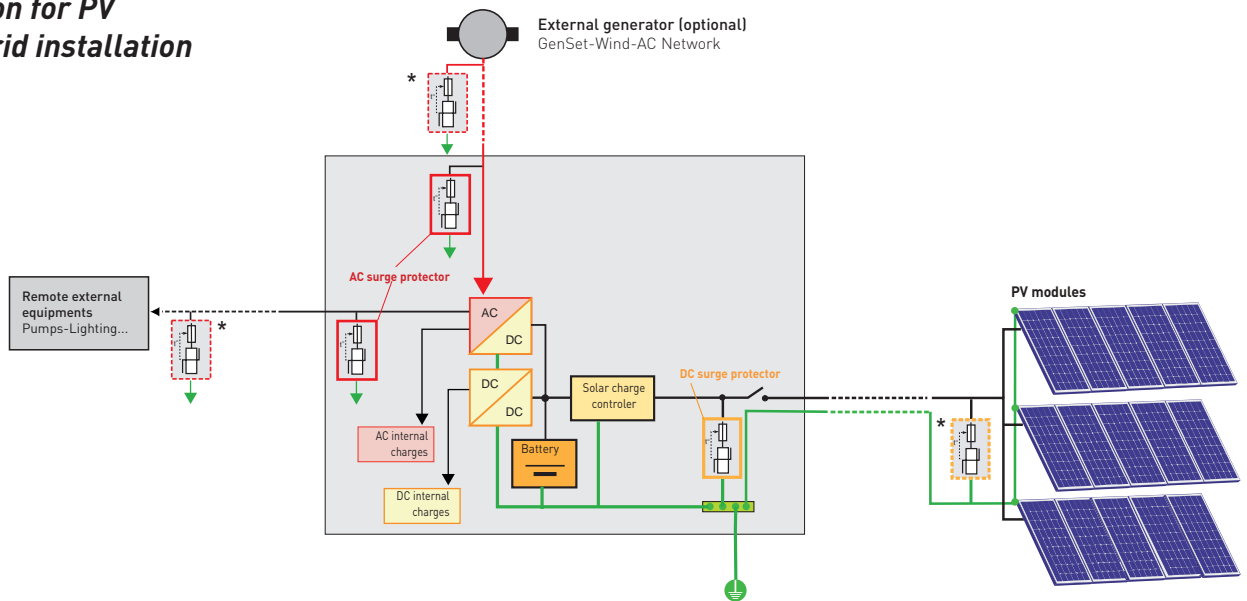 on for PV
rid installation
External generator (optional)
GenSet-Wind-AC Network
*
AC surge protector
Remote external
equipments
Pumps-Lighting...
*
AC
DC
DC
DC
Solar charge
controler
DC surge protector
PV modules
*
AC internal
charges
Battery
DC internal
charges